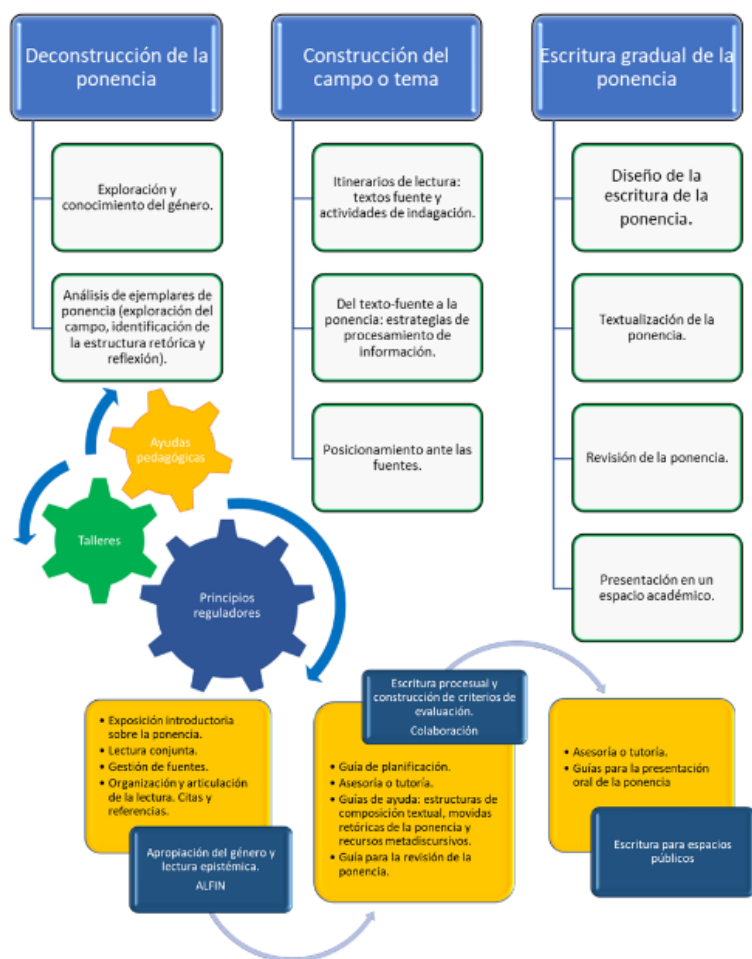 Deconstrucción de la
ponencia
Exploración y
conocimiento del género.
Análisis de ejemplares de
ponencia (exploración del
campo, identificación de
la estructura retórica y
reflexión).
Construcción del
campo o tema
Itinerarios de lectura:
textos fuente y
actividades de indagación.
Del texto-fuente a la
ponencia: estrategias de
procesamiento de
información.
Posicionamiento ante las
fuentes.
Escritura gradual de la
ponencia
Diseño de la
escritura de la
ponencia.
Textualización de la
ponencia.
Revisión de la ponencia.
Presentación en un
espacio académico.
Ayudas
pedagógicas
Talleres
Principios
reguladores
• Exposición introductoria
sobre la ponencia.
• Lectura conjunta.
• Gestión de fuentes.
• Organización y articulación
de la lectura. Citas y
referencias.
Apropiación del género y
lectura epistémica.
ALFIN
Escritura procesual y
construcción de criterios de
evaluación.
Colaboración
• Guía de planificación.
• Asesoría o tutoría.
• Guías de ayuda: estructuras de
composición textual, movidas
retóricas de la ponencia y
recursos metadiscursivos.
• Guía para la revisión de la
ponencia.
• Asesoría o tutoría.
• Guías para la presentación
oral de la ponencia
Escritura para espacios
públicos